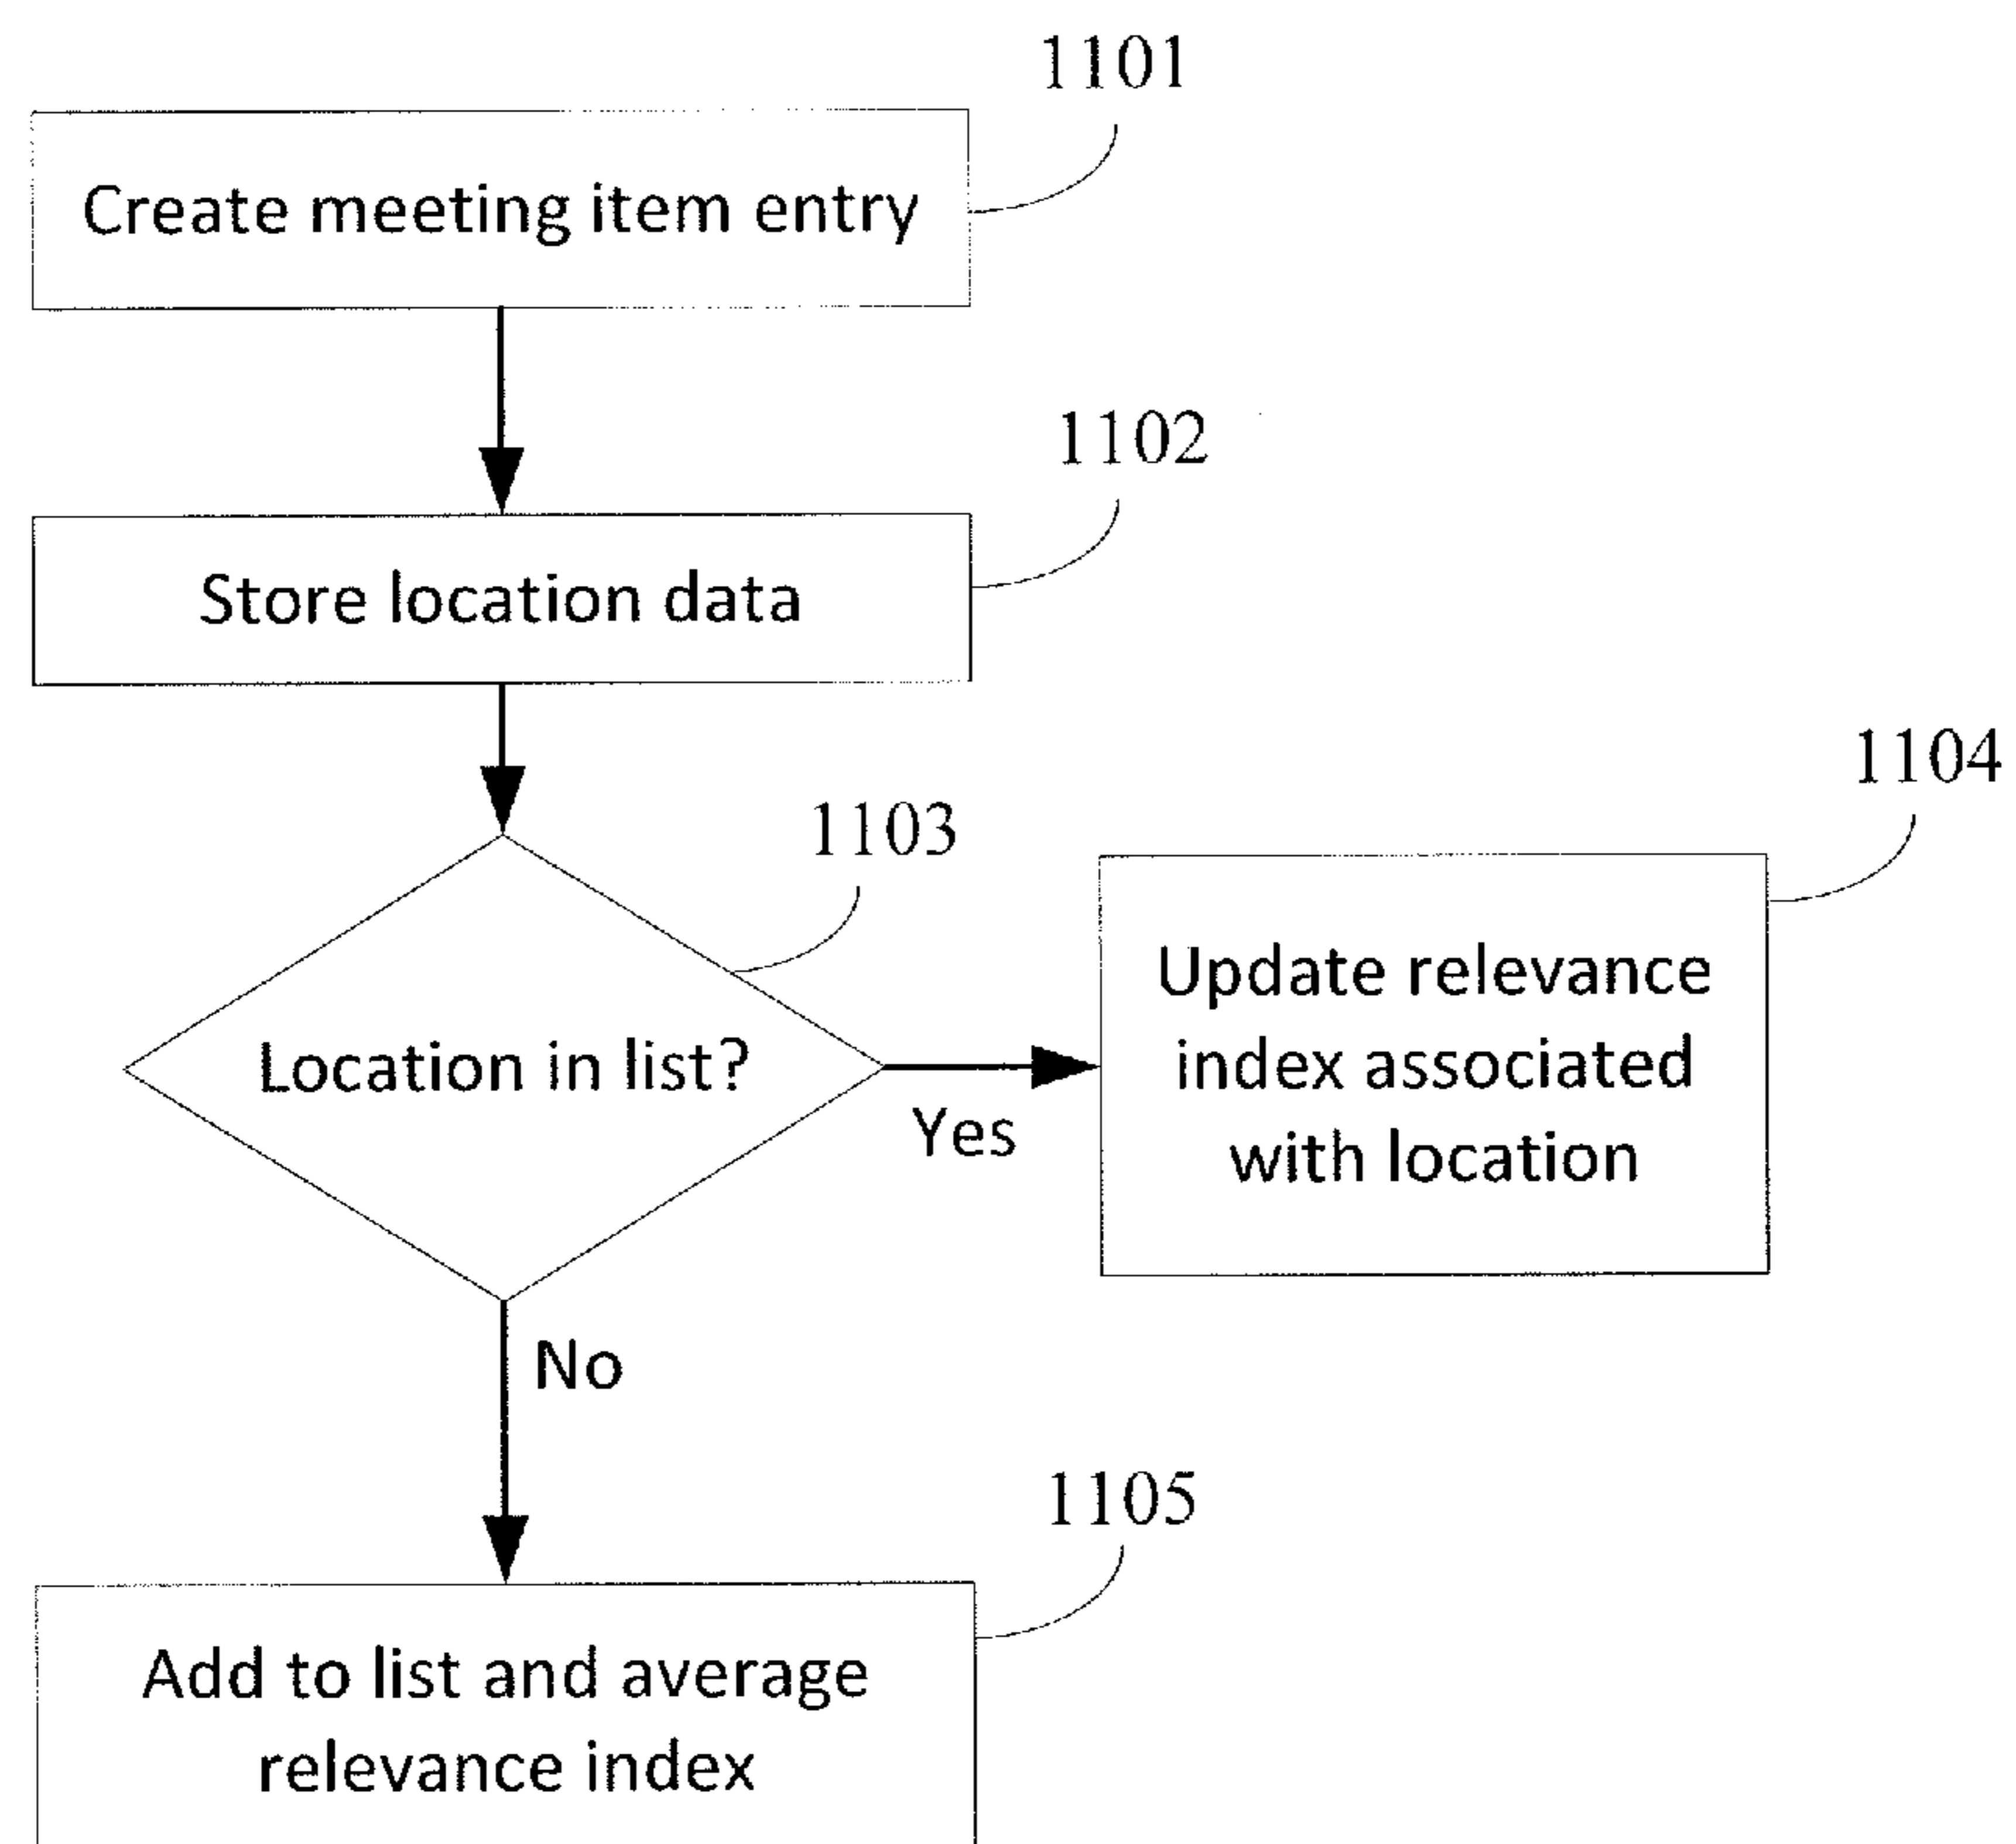 1101
Create meeting item entry
1102
Store location data
1103
1104
Location in list?
Update relevance
index associated
with location
Yes
No
1105
Add to list and average
relevance index